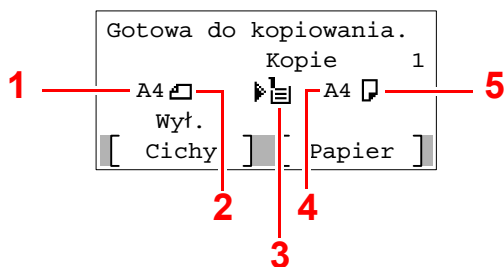 Gotowa do kopiowania.
Kopie 1
1 A4 A4 5
Wył.
[ Cichy ] [ Papier ]
2 4
3